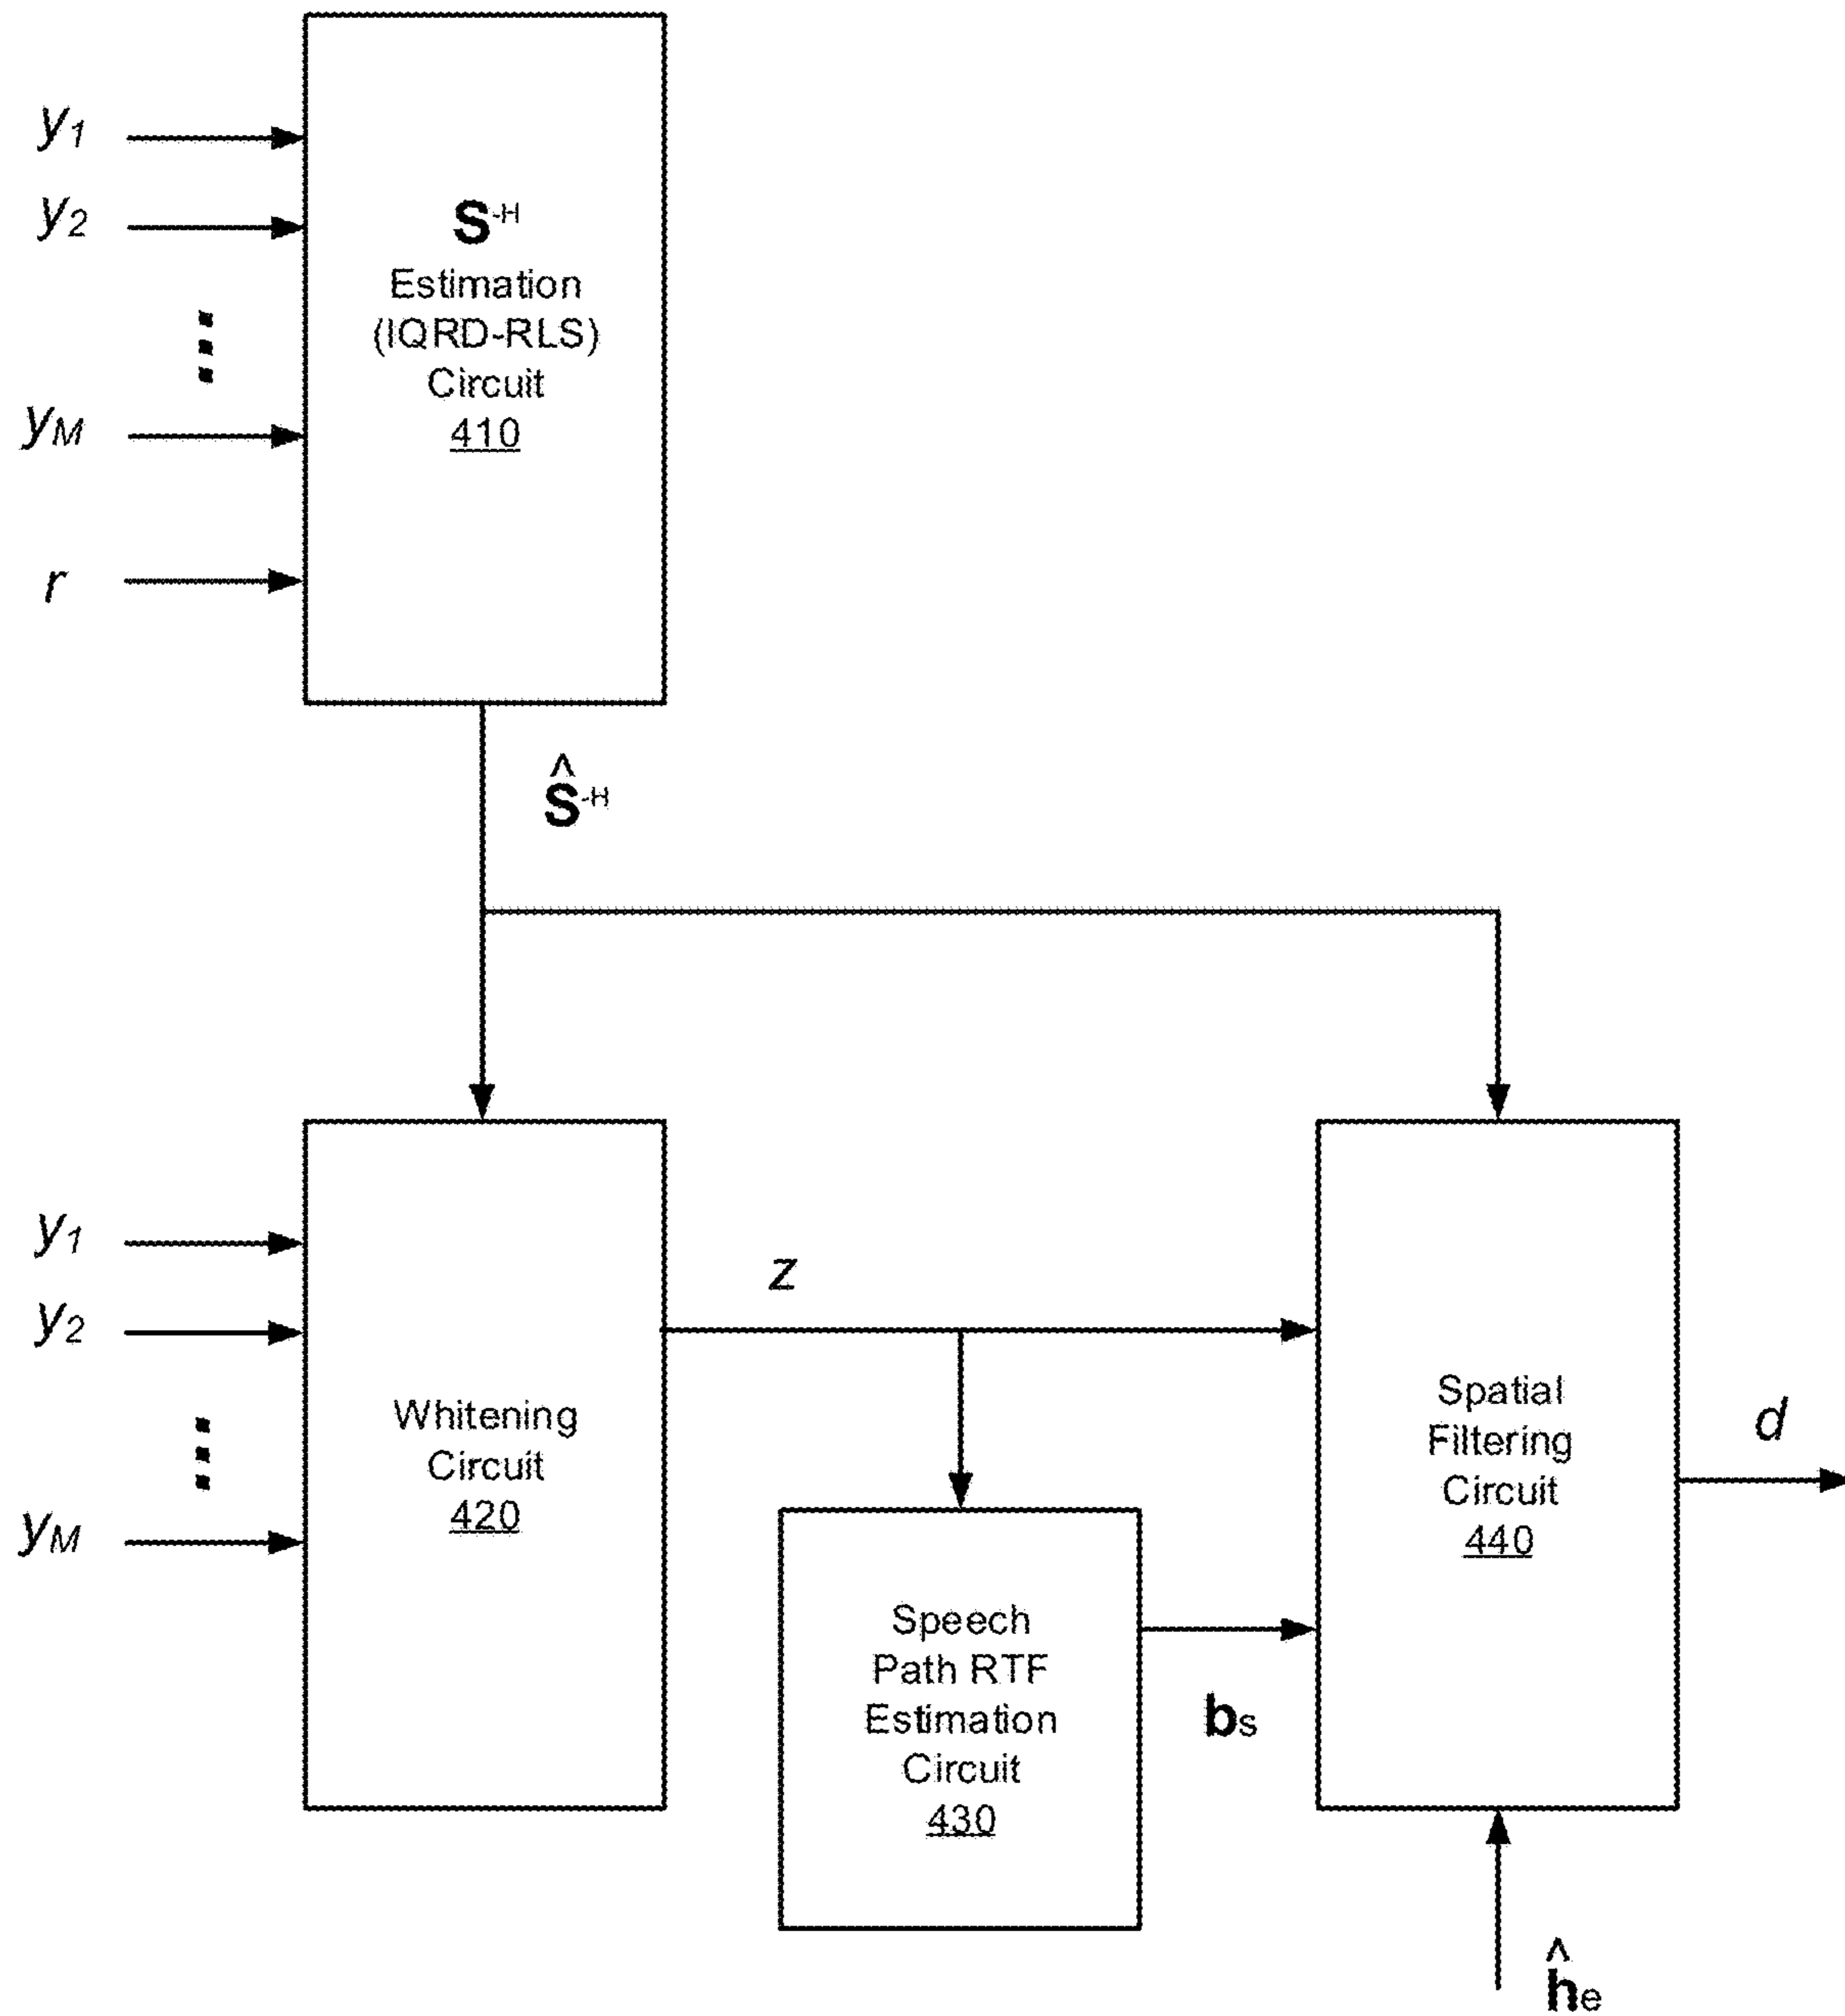 y1
y2
yM
r
S-H
Estimation
(IQRD-RLS)
Circuit
410
Ŝ-H
y1
y2
yM
Whitening
Circuit
420
z
Speech
Path RTF
Estimation
Circuit
430
bs
Spatial
Filtering
Circuit
440
d
ĥe